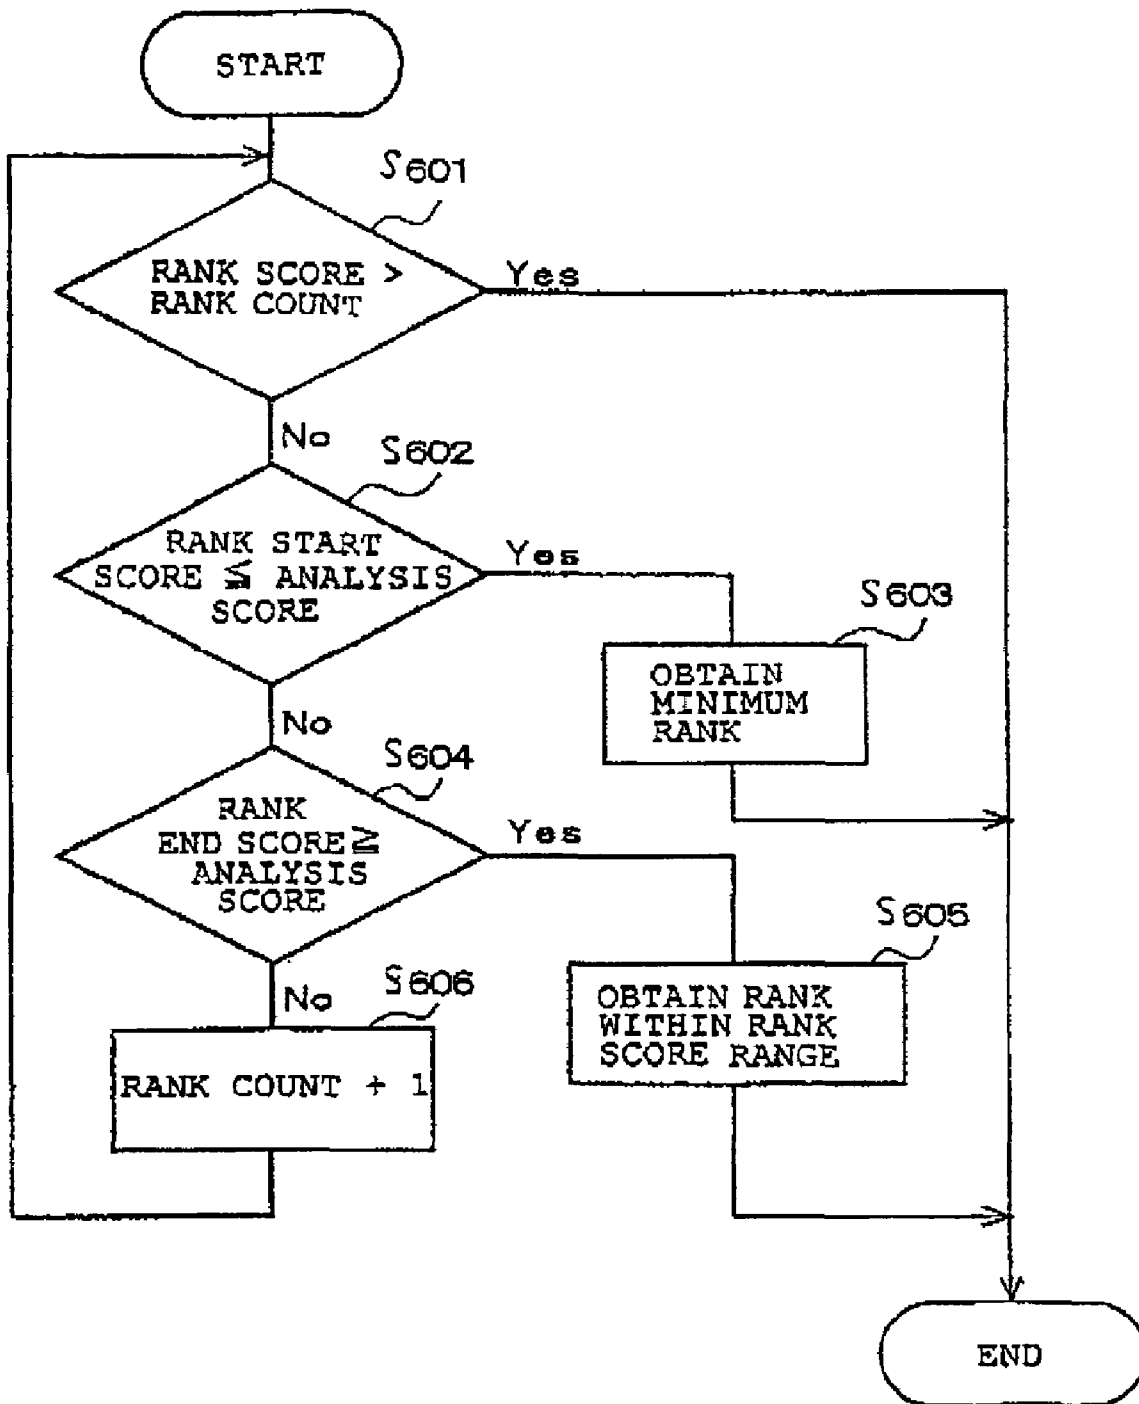 START
S601
RANK SCORE >
RANK COUNT
Yes
No
S602
RANK START
SCORE ≦ ANALYSIS
SCORE
Yes
S603
OBTAIN
MINIMUM
RANK
No
S604
RANK
END SCORE ≧
ANALYSIS
SCORE
Yes
S605
OBTAIN RANK
WITHIN RANK
SCORE RANGE
No
S606
RANK COUNT + 1
END